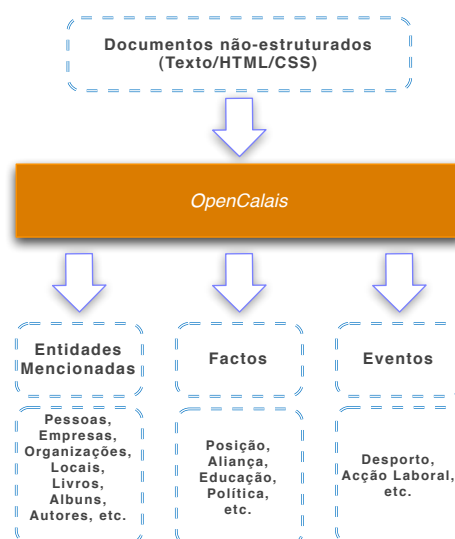 Documentos não-estruturados
(Texto/HTML/CSS)
OpenCalais
Entidades
Mencionadas
Factos
Eventos
Pessoas,
Empresas,
Organizações,
Locais,
Livros,
Albuns,
Autores, etc.
Posição,
Aliança,
Educação,
Política,
etc.
Desporto,
Acção Laboral,
etc.